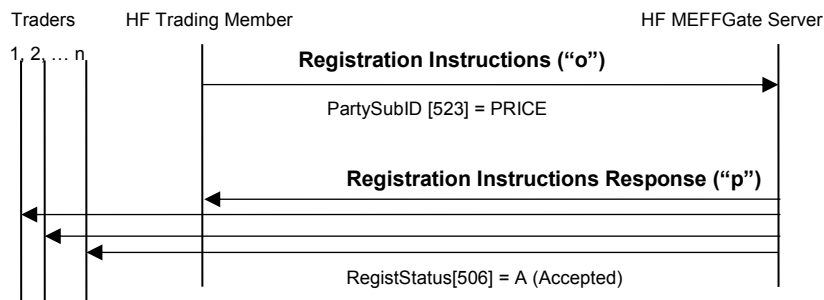 Traders HF Trading Member HF MEFFGate Server
1, 2, … n
Registration Instructions (“o”)
PartySubID [523] = PRICE
Registration Instructions Response (“p”)
RegistStatus[506] = A (Accepted)